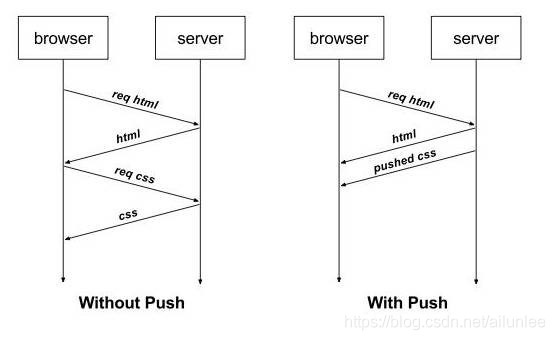 browser
server
req html
html
req css
css
Without Push
browser
server
req html
html
pushed css
With Push
https://blog.csdn.net/ailunlee